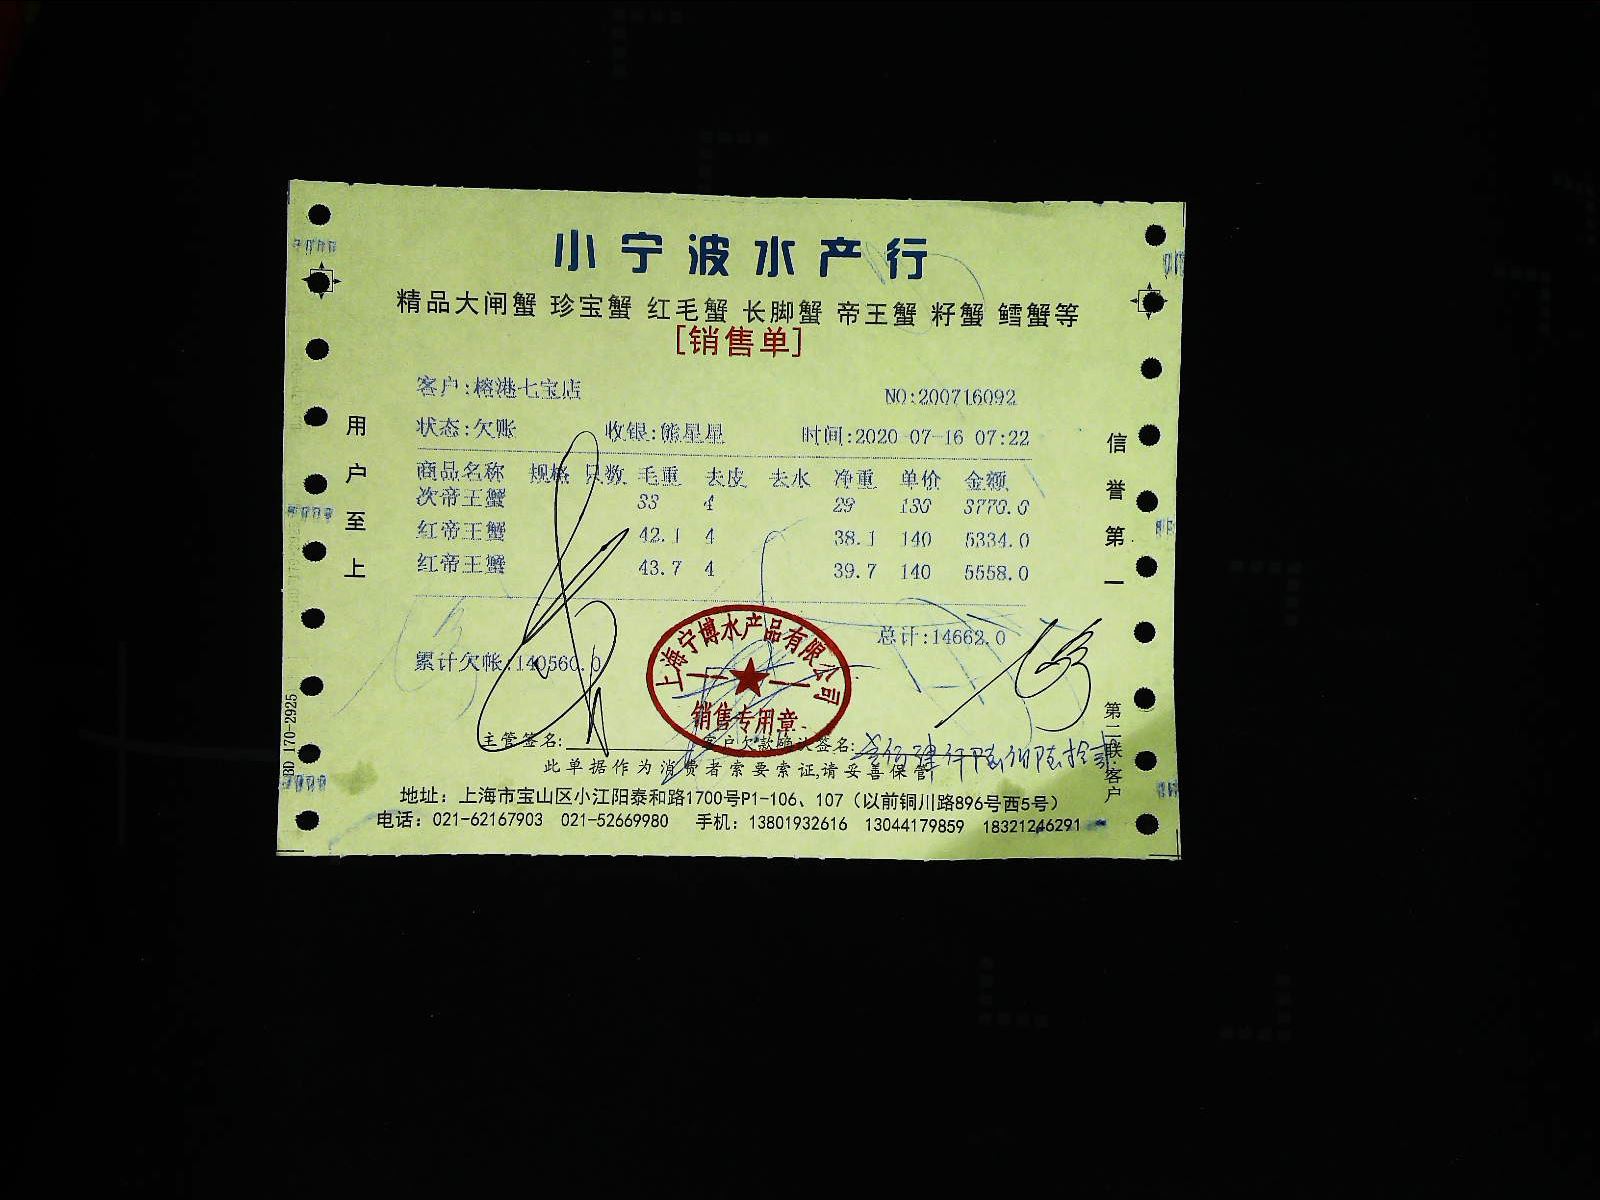 小宁波水产行
精品大闸蟹 珍宝蟹 红毛蟹 长脚蟹 帝王蟹 籽蟹 鳕蟹等
[销售单]
客户:榕港七宝店 NO:200716092
状态:欠账 收银:熊星星 时间:2020-07-16 07:22
商品名称 规格 只数 毛重 去皮 去水 净重 单价 金额
次帝王蟹 33 4 29 130 3770.0
红帝王蟹 42.1 4 38.1 140 5334.0
红帝王蟹 43.7 4 39.7 140 5558.0
总计:14662.0
累计欠帐:140560.0
上海宁博水产品有限公司
销售专用章
主管签名: 客户欠款确认签名:
此单据作为消费者索要索证,请妥善保管
地址：上海市宝山区小江阳泰和路1700号P1-106、107（以前铜川路896号西5号）
电话：021-62167903 021-52669980 手机：13801932616 13044179859 18321246291
用户至上
信誉第一
第二联客户
BD 170-2925